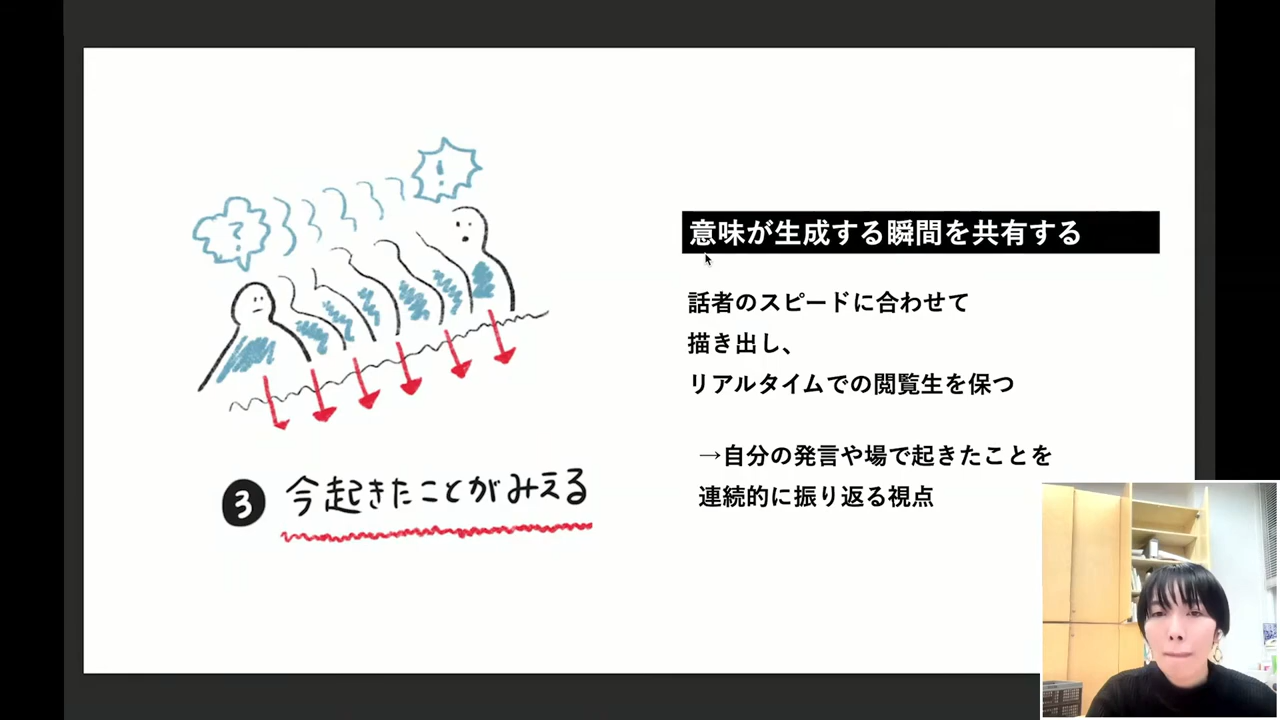 ?
!
❸ 今起きたことがみえる
意味が生成する瞬間を共有する
話者のスピードに合わせて
描き出し、
リアルタイムでの閲覧生を保つ
→自分の発言や場で起きたことを
連続的に振り返る視点